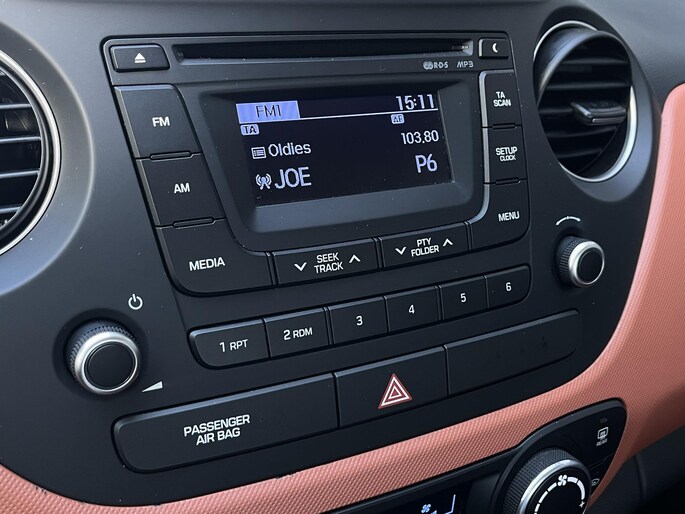 RDS MP3
FM1 15:11
TA AF
Oldies 103.80
JOE P6
FM
AM
MEDIA
TA
SCAN
SETUP
CLOCK
MENU
SEEK
TRACK
PTY
FOLDER
1 RPT
2 RDM
3
4
5
6
PASSENGER
AIR BAG
REAR